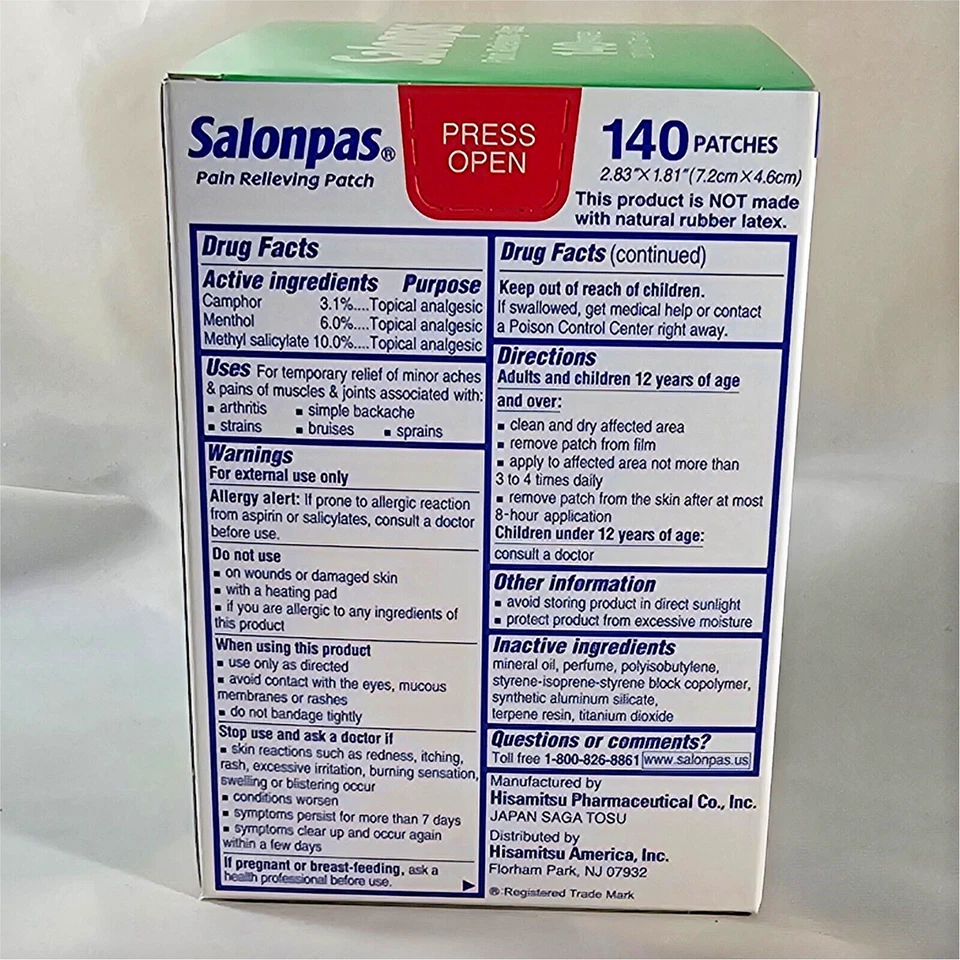 Salonpas
140
Salonpas®
Pain Relieving Patch
PRESS
OPEN
140 PATCHES
2.83"X1.81"(7.2cmX4.6cm)
This product is NOT made
with natural rubber latex.
Drug Facts
Active ingredients Purpose
Camphor 3.1%....Topical analgesic
Menthol 6.0%....Topical analgesic
Methyl salicylate 10.0%....Topical analgesic
Uses For temporary relief of minor aches
& pains of muscles & joints associated with:
▪ arthritis ▪ simple backache
▪ strains ▪ bruises ▪ sprains
Warnings
For external use only
Allergy alert: If prone to allergic reaction
from aspirin or salicylates, consult a doctor
before use.
Do not use
▪ on wounds or damaged skin
▪ with a heating pad
▪ if you are allergic to any ingredients of
this product
When using this product
▪ use only as directed
▪ avoid contact with the eyes, mucous
membranes or rashes
▪ do not bandage tightly
Stop use and ask a doctor if
▪ skin reactions such as redness, itching,
rash, excessive irritation, burning sensation,
swelling or blistering occur
▪ conditions worsen
▪ symptoms persist for more than 7 days
▪ symptoms clear up and occur again
within a few days
If pregnant or breast-feeding, ask a
health professional before use.
Drug Facts (continued)
Keep out of reach of children.
If swallowed, get medical help or contact
a Poison Control Center right away.
Directions
Adults and children 12 years of age
and over:
▪ clean and dry affected area
▪ remove patch from film
▪ apply to affected area not more than
3 to 4 times daily
▪ remove patch from the skin after at most
8-hour application
Children under 12 years of age:
consult a doctor
Other information
▪ avoid storing product in direct sunlight
▪ protect product from excessive moisture
Inactive ingredients
mineral oil, perfume, polyisobutylene,
styrene-isoprene-styrene block copolymer,
synthetic aluminum silicate,
terpene resin, titanium dioxide
Questions or comments?
Toll free 1-800-826-8861 www.salonpas.us
Manufactured by
Hisamitsu Pharmaceutical Co., Inc.
JAPAN SAGA TOSU
Distributed by
Hisamitsu America, Inc.
Florham Park, NJ 07932
®:Registered Trade Mark